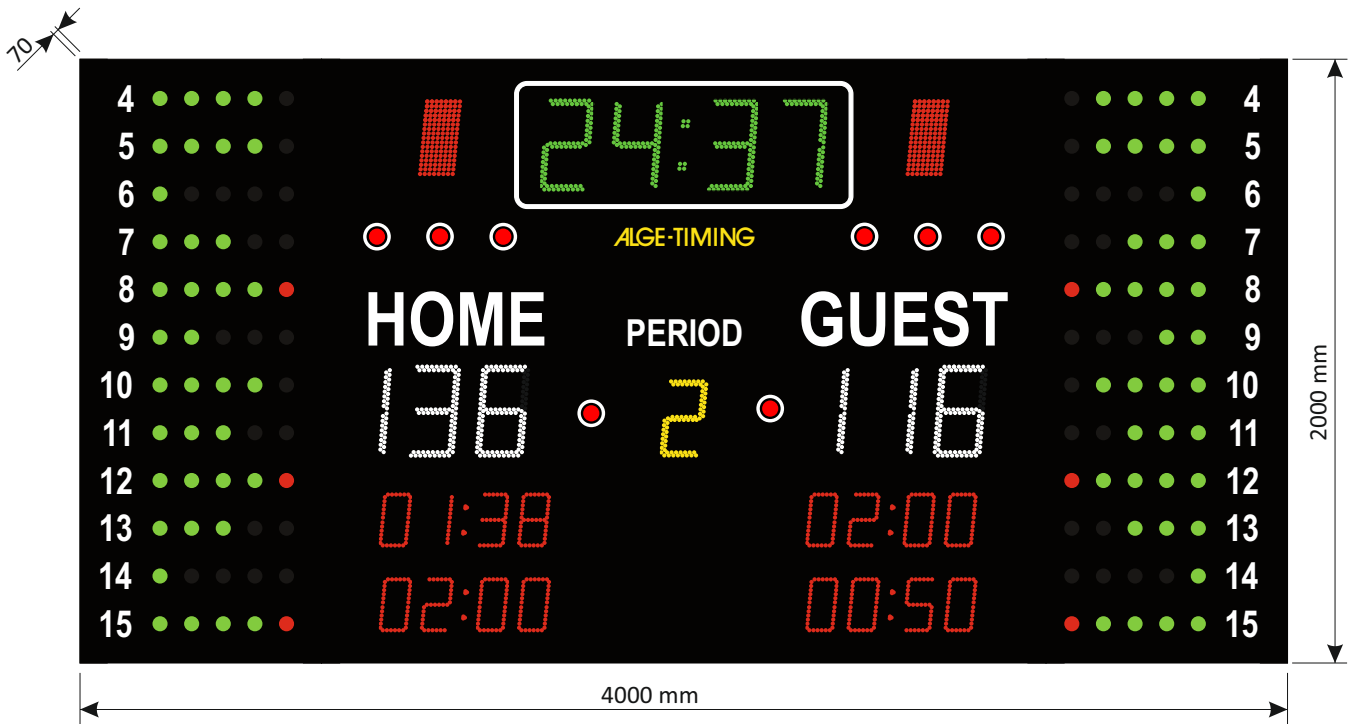 70
4 24:37 4
5 5
6 6
7 ALGE-TIMING 7
8 8
HOME PERIOD GUEST
9 9
10 136 2 116 10
11 11
12 12
13 01:38 02:00 13
14 14
15 02:00 00:50 15
2000 mm
4000 mm